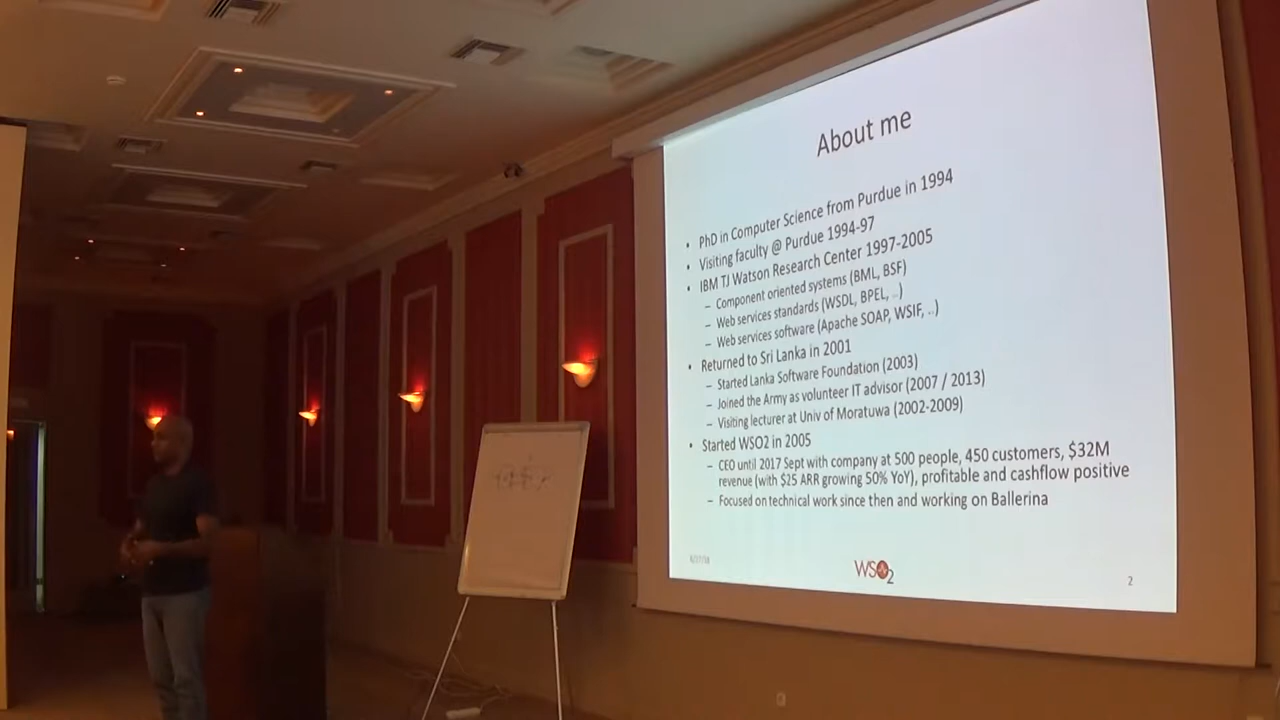 About me
• PhD in Computer Science from Purdue in 1994
• Visiting faculty @ Purdue 1994-97
• IBM TJ Watson Research Center 1997-2005
– Component oriented systems (BML, BSF)
– Web services standards (WSDL, BPEL, ..)
– Web services software (Apache SOAP, WSIF, ..)
• Returned to Sri Lanka in 2001
– Started Lanka Software Foundation (2003)
– Joined the Army as volunteer IT advisor (2007 / 2013)
– Visiting lecturer at Univ of Moratuwa (2002-2009)
• Started WSO2 in 2005
– CEO until 2017 Sept with company at 500 people, 450 customers, $32M
revenue (with $25 ARR growing 50% YoY), profitable and cashflow positive
– Focused on technical work since then and working on Ballerina
WSO2
2